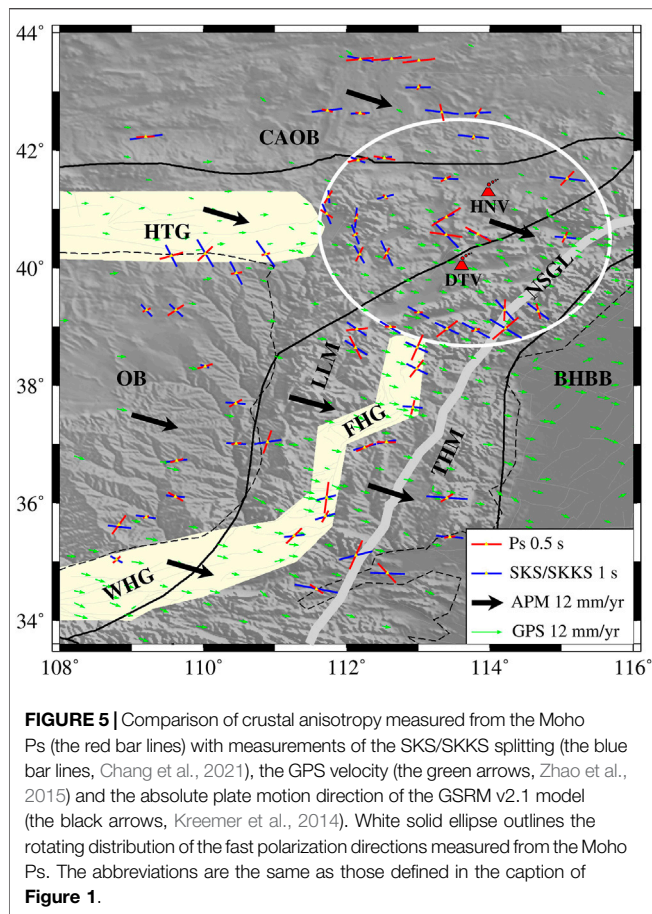 44°
42°
40°
38°
36°
34°
108°
110°
112°
114°
116°
CAOB
HTG
HNV
DTV
NSGL
OB
LLM
FHG
THM
BHBB
WHG
Ps 0.5 s
SKS/SKKS 1 s
APM 12 mm/yr
GPS 12 mm/yr
FIGURE 5 | Comparison of crustal anisotropy measured from the Moho
Ps (the red bar lines) with measurements of the SKS/SKKS splitting (the blue
bar lines, Chang et al., 2021), the GPS velocity (the green arrows, Zhao et al.,
2015) and the absolute plate motion direction of the GSRM v2.1 model
(the black arrows, Kreemer et al., 2014). White solid ellipse outlines the
rotating distribution of the fast polarization directions measured from the Moho
Ps. The abbreviations are the same as those defined in the caption of
Figure 1.